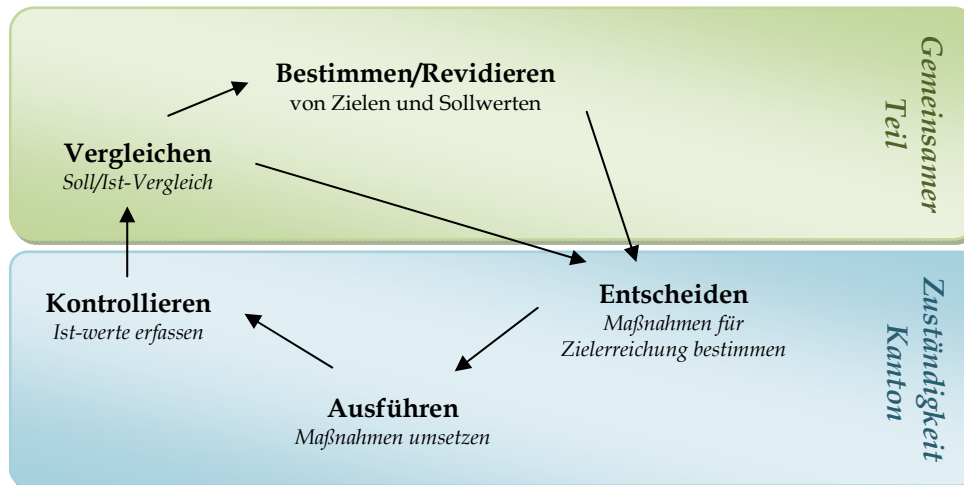 Bestimmen/Revidieren
von Zielen und Sollwerten
Vergleichen
Soll/Ist-Vergleich
Gemeinsamer
Teil
Kontrollieren
Ist-werte erfassen
Entscheiden
Maßnahmen für
Zielerreichung bestimmen
Ausführen
Maßnahmen umsetzen
Zuständigkeit
Kanton